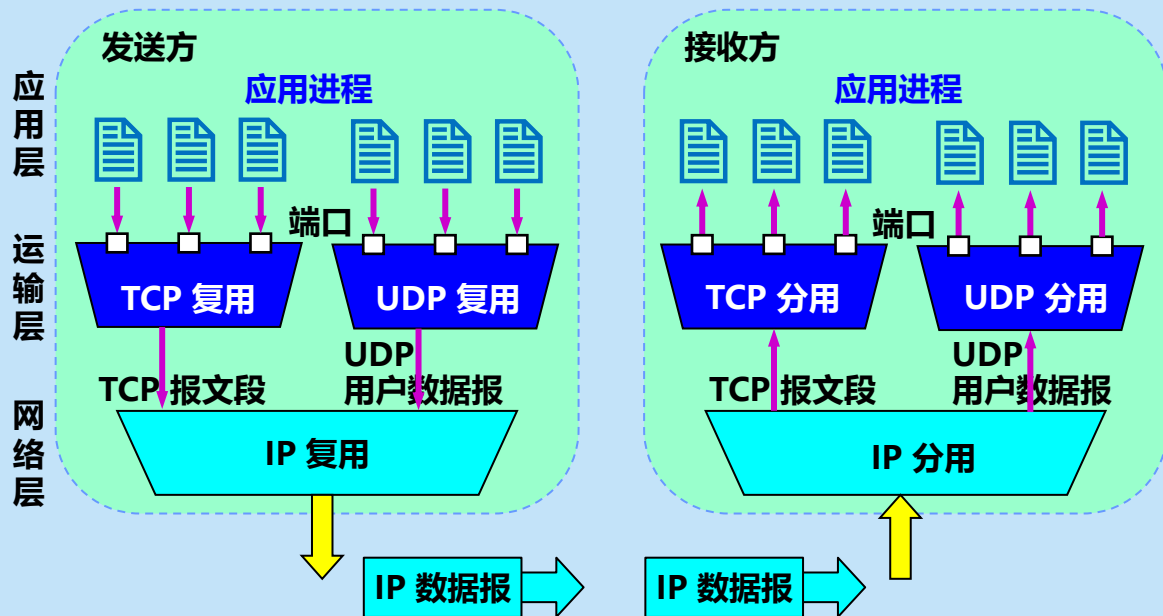 发送方
接收方
应用层
应用进程
应用进程
端口
端口
运输层
TCP 复用
UDP 复用
TCP 分用
UDP 分用
TCP 报文段
UDP
用户数据报
TCP 报文段
UDP
用户数据报
网络层
IP 复用
IP 分用
IP 数据报
IP 数据报